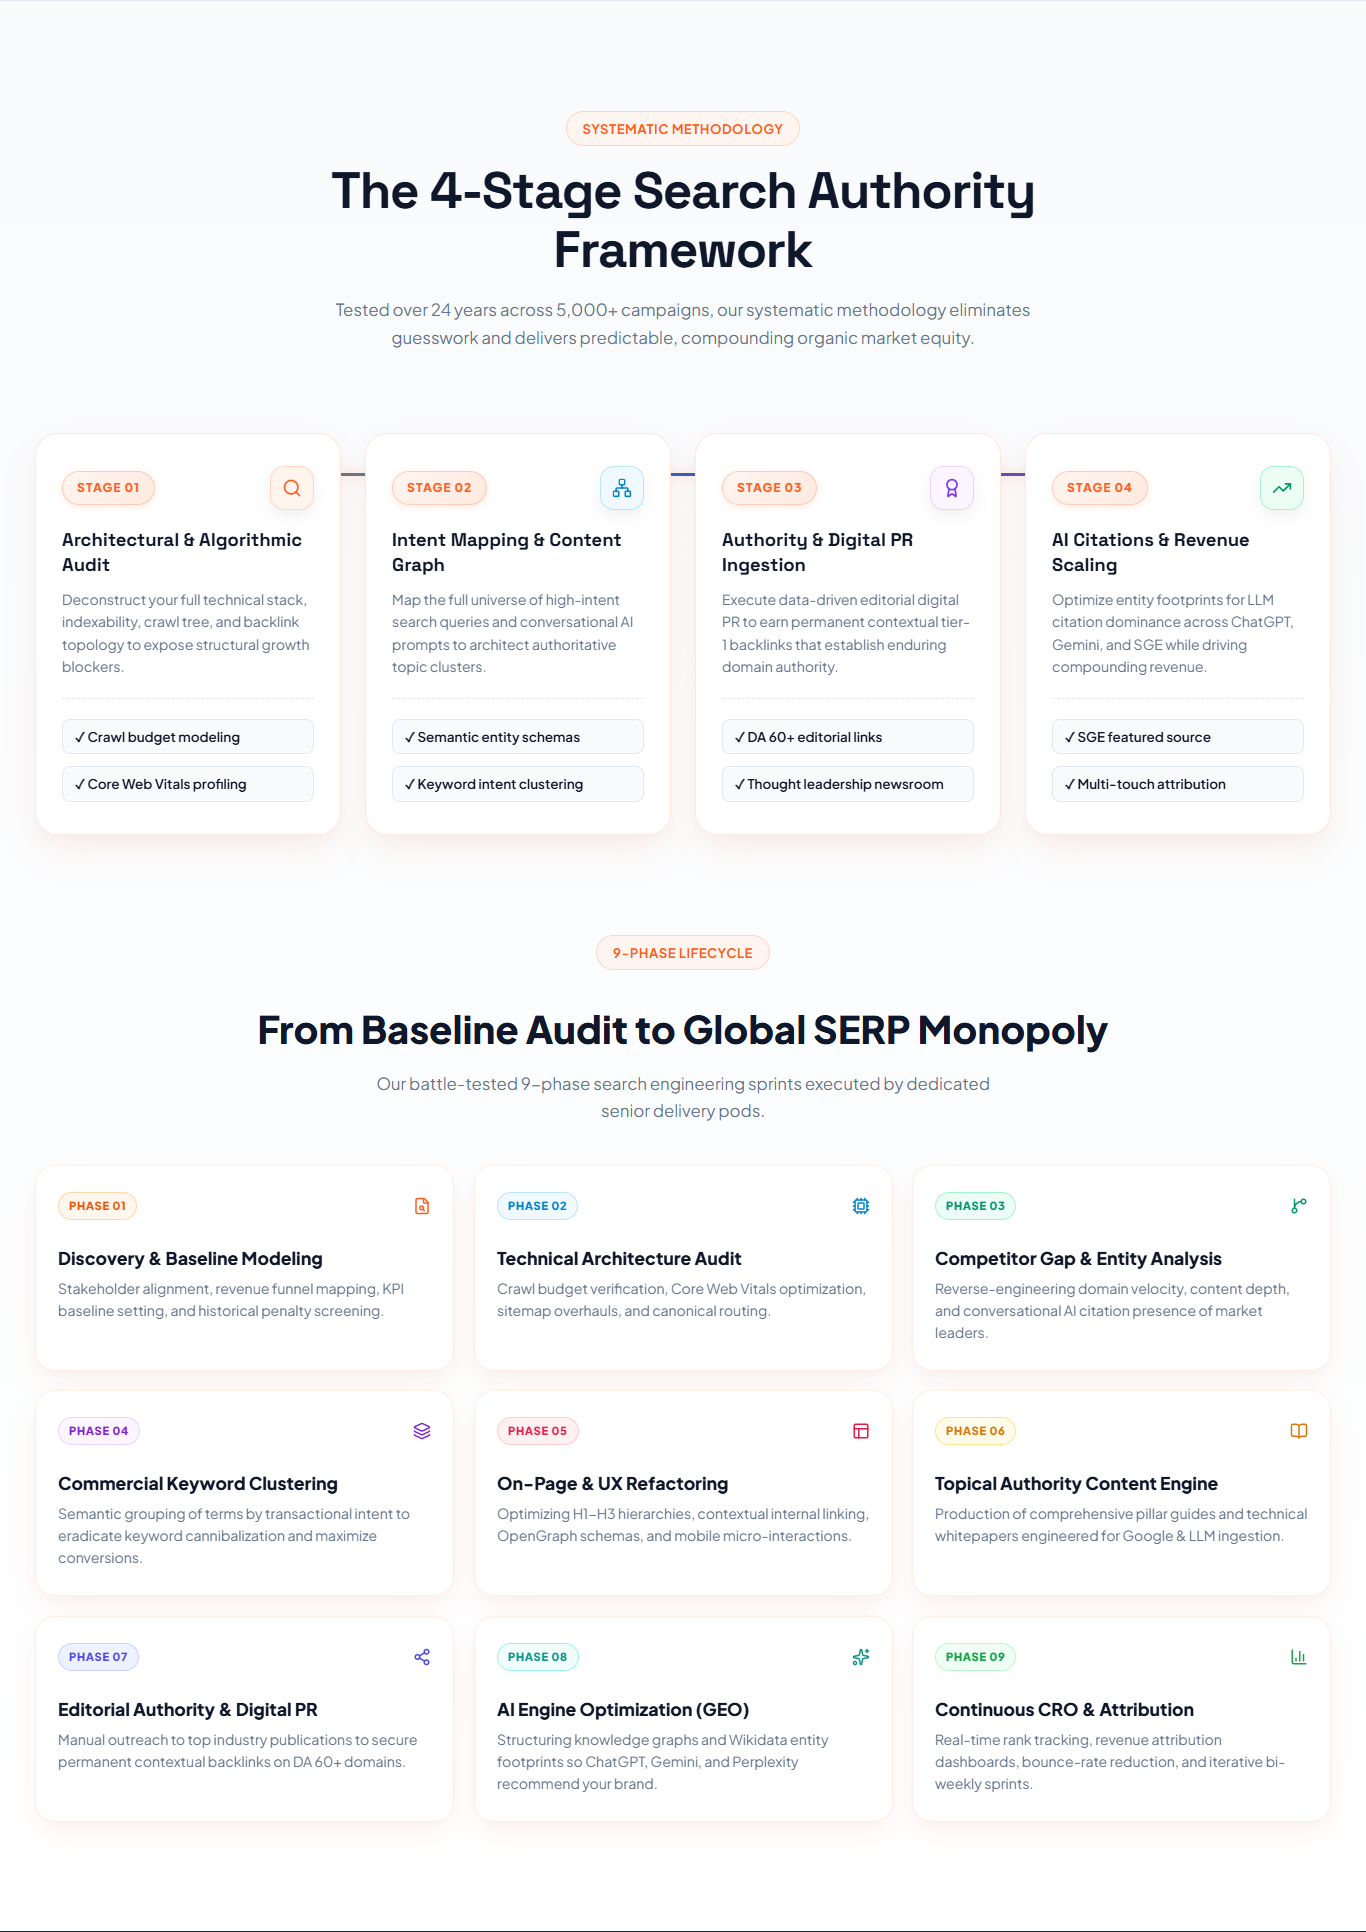 SYSTEMATIC METHODOLOGY
The 4-Stage Search Authority
Framework
Tested over 24 years across 5,000+ campaigns, our systematic methodology eliminates
guesswork and delivers predictable, compounding organic market equity.
STAGE 01
Architectural & Algorithmic
Audit
Deconstruct your full technical stack,
indexability, crawl tree, and backlink
topology to expose structural growth
blockers.
✓ Crawl budget modeling
✓ Core Web Vitals profiling
STAGE 02
Intent Mapping & Content
Graph
Map the full universe of high-intent
search queries and conversational AI
prompts to architect authoritative
topic clusters.
✓ Semantic entity schemas
✓ Keyword intent clustering
STAGE 03
Authority & Digital PR
Ingestion
Execute data-driven editorial digital
PR to earn permanent contextual tier-
1 backlinks that establish enduring
domain authority.
✓ DA 60+ editorial links
✓ Thought leadership newsroom
STAGE 04
AI Citations & Revenue
Scaling
Optimize entity footprints for LLM
citation dominance across ChatGPT,
Gemini, and SGE while driving
compounding revenue.
✓ SGE featured source
✓ Multi-touch attribution
9-PHASE LIFECYCLE
From Baseline Audit to Global SERP Monopoly
Our battle-tested 9-phase search engineering sprints executed by dedicated
senior delivery pods.
PHASE 01
Discovery & Baseline Modeling
Stakeholder alignment, revenue funnel mapping, KPI
baseline setting, and historical penalty screening.
PHASE 02
Technical Architecture Audit
Crawl budget verification, Core Web Vitals optimization,
sitemap overhauls, and canonical routing.
PHASE 03
Competitor Gap & Entity Analysis
Reverse-engineering domain velocity, content depth,
and conversational AI citation presence of market
leaders.
PHASE 04
Commercial Keyword Clustering
Semantic grouping of terms by transactional intent to
eradicate keyword cannibalization and maximize
conversions.
PHASE 05
On-Page & UX Refactoring
Optimizing H1-H3 hierarchies, contextual internal linking,
OpenGraph schemas, and mobile micro-interactions.
PHASE 06
Topical Authority Content Engine
Production of comprehensive pillar guides and technical
whitepapers engineered for Google & LLM ingestion.
PHASE 07
Editorial Authority & Digital PR
Manual outreach to top industry publications to secure
permanent contextual backlinks on DA 60+ domains.
PHASE 08
AI Engine Optimization (GEO)
Structuring knowledge graphs and Wikidata entity
footprints so ChatGPT, Gemini, and Perplexity
recommend your brand.
PHASE 09
Continuous CRO & Attribution
Real-time rank tracking, revenue attribution
dashboards, bounce-rate reduction, and iterative bi-
weekly sprints.